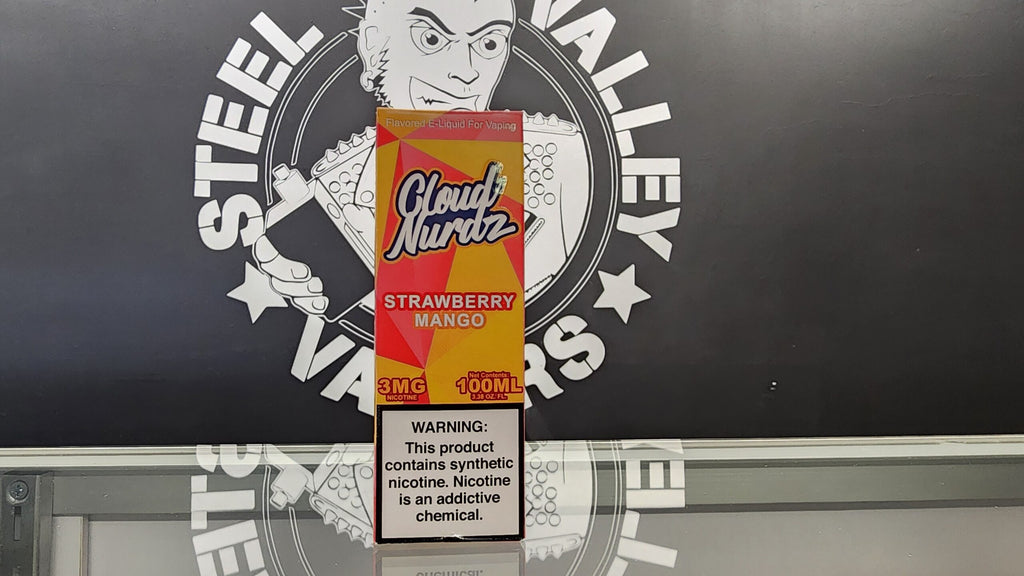 STEEL VALLEY
Flavored E-Liquid For Vaping
Cloud
Nurdz
STRAWBERRY
MANGO
3MG
NICOTINE
Net Contents:
100ML
3.38 OZ. FL.
WARNING:
This product
contains synthetic
nicotine. Nicotine
is an addictive
chemical.